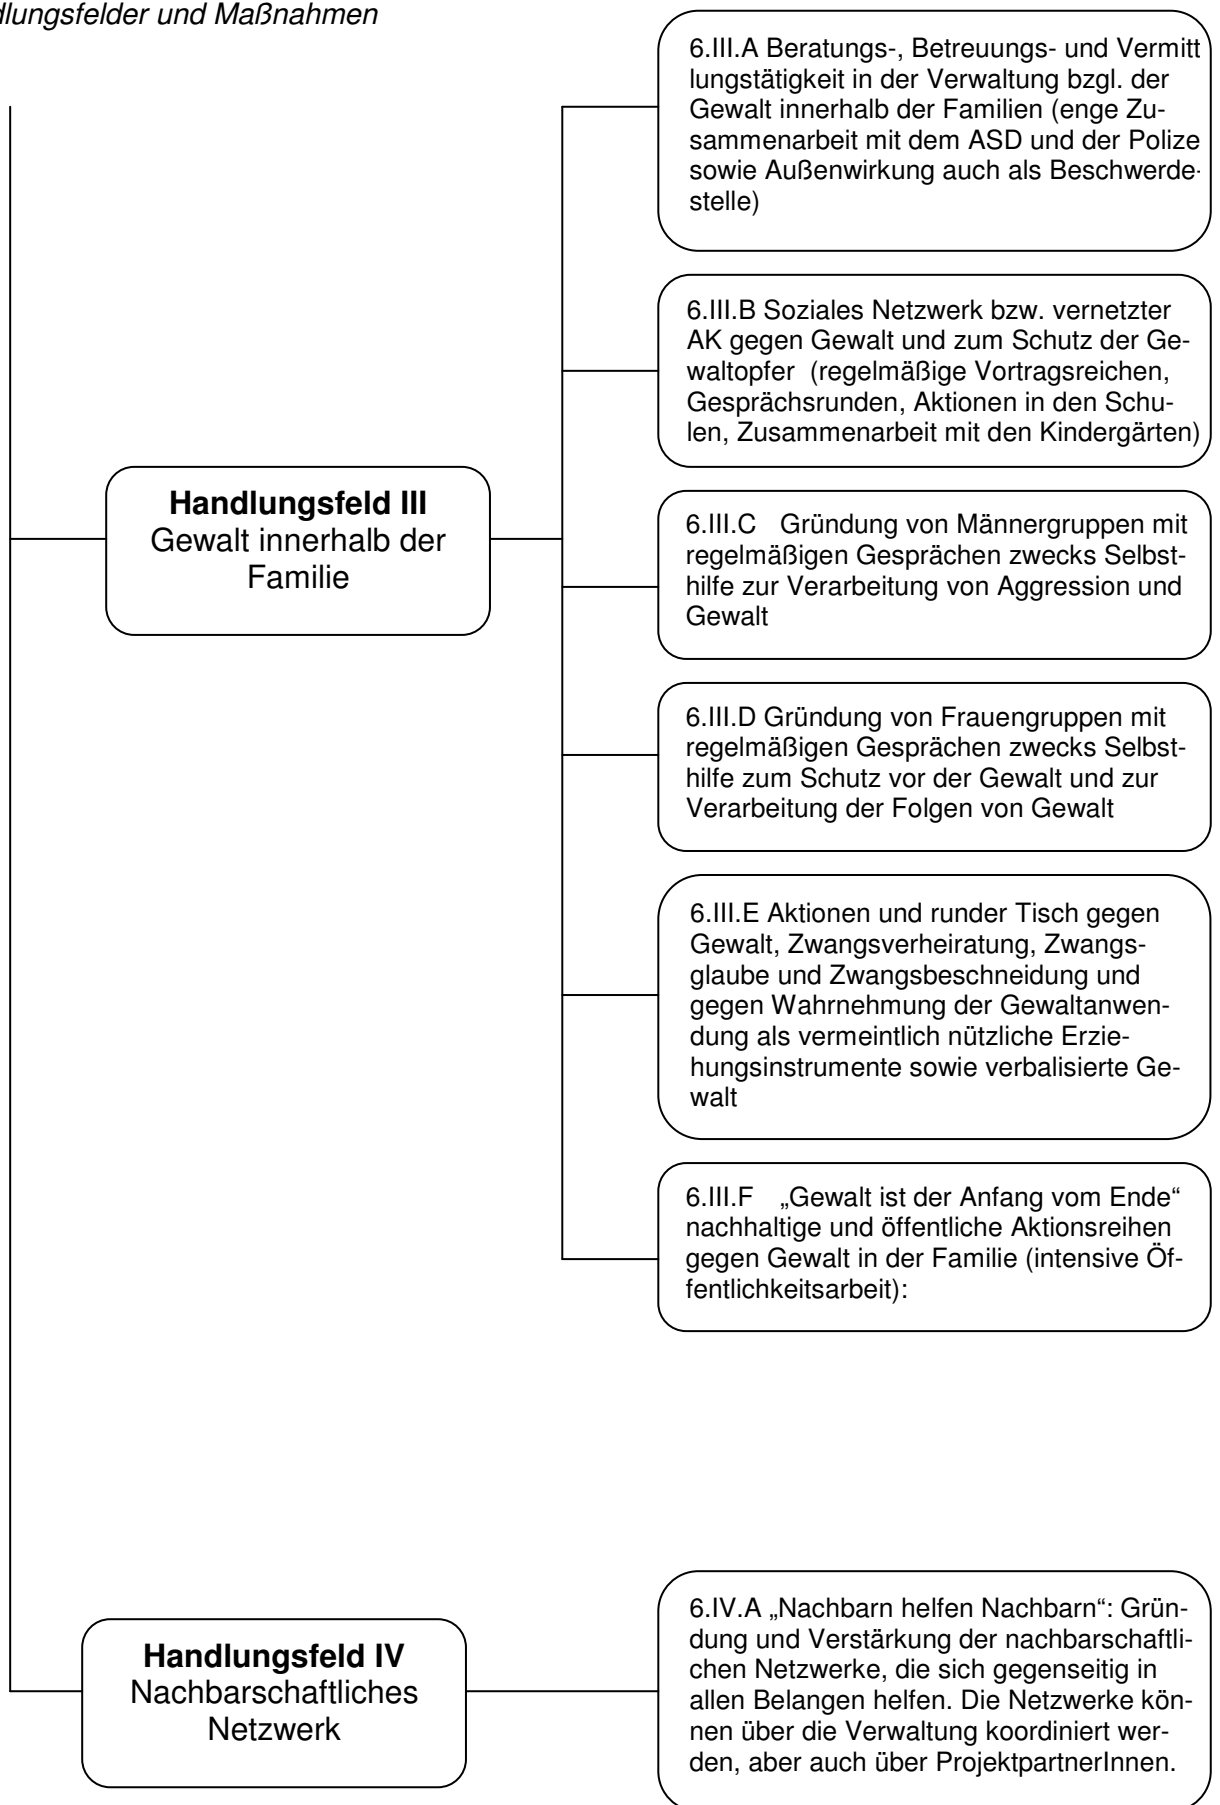 dlungsfelder und Maßnahmen
6.III.A Beratungs-, Betreuungs- und Vermitt
lungstätigkeit in der Verwaltung bzgl. der
Gewalt innerhalb der Familien (enge Zu-
sammenarbeit mit dem ASD und der Polize
sowie Außenwirkung auch als Beschwerde-
stelle)
6.III.B Soziales Netzwerk bzw. vernetzter
AK gegen Gewalt und zum Schutz der Ge-
waltopfer  (regelmäßige Vortragsreichen,
Gesprächsrunden, Aktionen in den Schu-
len, Zusammenarbeit mit den Kindergärten)
Handlungsfeld III
Gewalt innerhalb der
Familie
6.III.C   Gründung von Männergruppen mit
regelmäßigen Gesprächen zwecks Selbst-
hilfe zur Verarbeitung von Aggression und
Gewalt
6.III.D Gründung von Frauengruppen mit
regelmäßigen Gesprächen zwecks Selbst-
hilfe zum Schutz vor der Gewalt und zur
Verarbeitung der Folgen von Gewalt
6.III.E Aktionen und runder Tisch gegen
Gewalt, Zwangsverheiratung, Zwangs-
glaube und Zwangsbeschneidung und
gegen Wahrnehmung der Gewaltanwen-
dung als vermeintlich nützliche Erzie-
hungsinstrumente sowie verbalisierte Ge-
walt
6.III.F   „Gewalt ist der Anfang vom Ende“
nachhaltige und öffentliche Aktionsreihen
gegen Gewalt in der Familie (intensive Öf-
fentlichkeitsarbeit):
Handlungsfeld IV
Nachbarschaftliches
Netzwerk
6.IV.A „Nachbarn helfen Nachbarn“: Grün-
dung und Verstärkung der nachbarschaftli-
chen Netzwerke, die sich gegenseitig in
allen Belangen helfen. Die Netzwerke kön-
nen über die Verwaltung koordiniert wer-
den, aber auch über ProjektpartnerInnen.